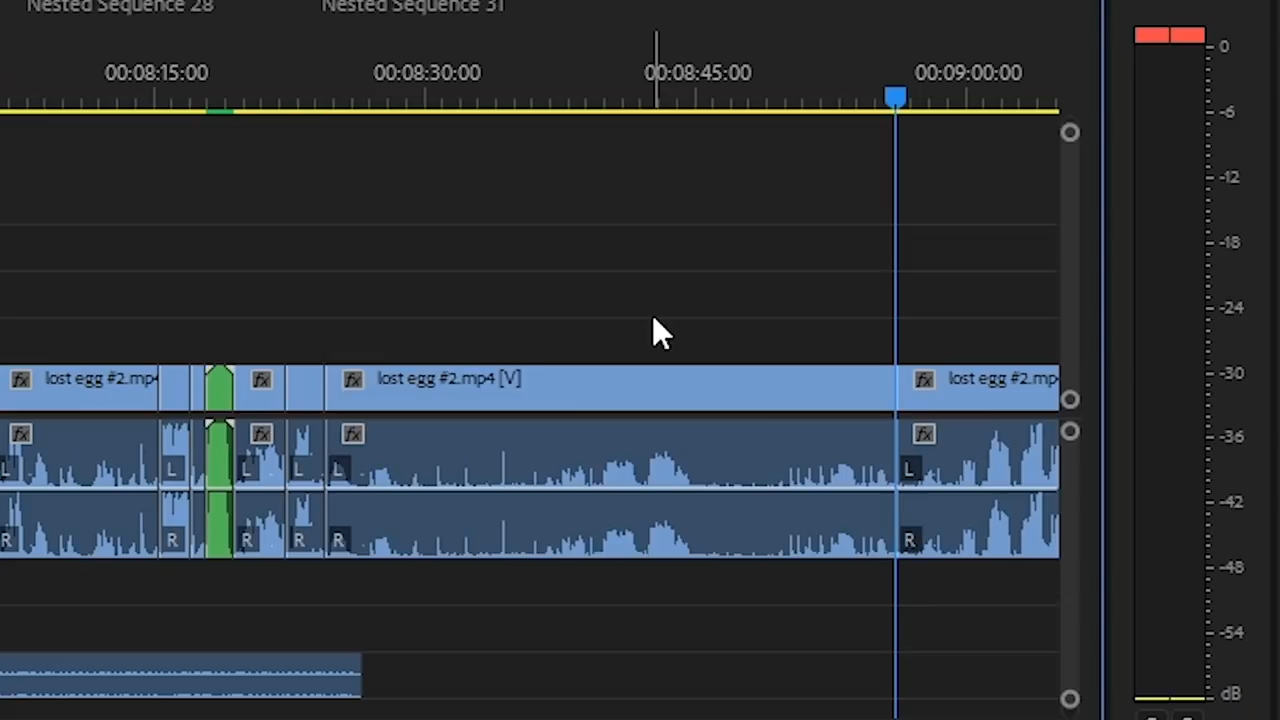 Nested Sequence 28 Nested Sequence 31
00:08:15:00 00:08:30:00 00:08:45:00 00:09:00:00
0
-6
-12
-18
-24
-30
-36
-42
-48
-54
dB
fx lost egg #2.mp4 fx fx lost egg #2.mp4 [V] fx lost egg #2.mp
fx fx fx fx
L L L L L L
R R R R R R